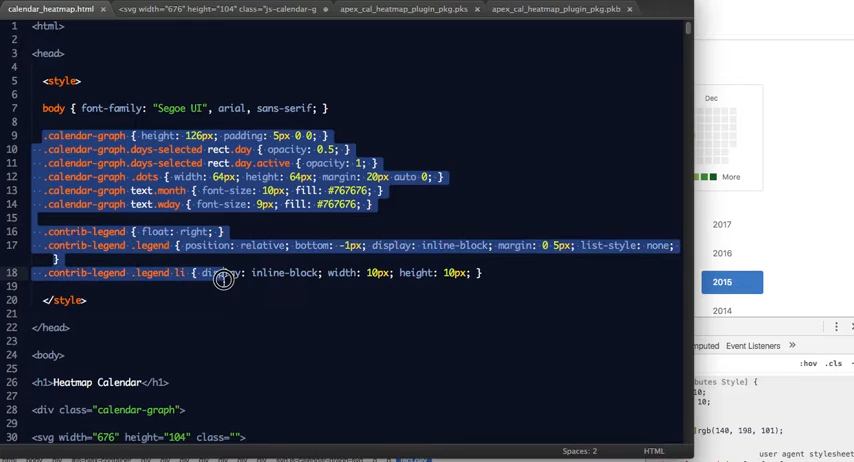 calendar_heatmap.html × <svg width="676" height="104" class="js-calendar-g apex_cal_heatmap_plugin_pkg.pks × apex_cal_heatmap_plugin_pkg.pkb ×
1 <html>
2
3 <head>
4
5 <style>
6
7 body { font-family: "Segoe UI", arial, sans-serif; }
8
9 .calendar-graph { height: 126px; padding: 5px 0 0; }
10 .calendar-graph.days-selected rect.day { opacity: 0.5; }
11 .calendar-graph.days-selected rect.day.active { opacity: 1; }
12 .calendar-graph .dots { width: 64px; height: 64px; margin: 20px auto 0; }
13 .calendar-graph text.month { font-size: 10px; fill: #767676; }
14 .calendar-graph text.wday { font-size: 9px; fill: #767676; }
15
16 .contrib-legend { float: right; }
17 .contrib-legend .legend { position: relative; bottom: -1px; display: inline-block; margin: 0 5px; list-style: none;
}
18 .contrib-legend .legend li { display: inline-block; width: 10px; height: 10px; }
19
20 </style>
21
22 </head>
23
24 <body>
25
26 <h1>Heatmap Calendar</h1>
27
28 <div class="calendar-graph">
29
30 <svg width="676" height="104" class="">
Spaces: 2 HTML
Dec
More
2017
2016
2015
2014
mputed Event Listeners »
:hov .cls
butes Style] {
10;
10;
rgb(140, 198, 101);
user agent stylesheet